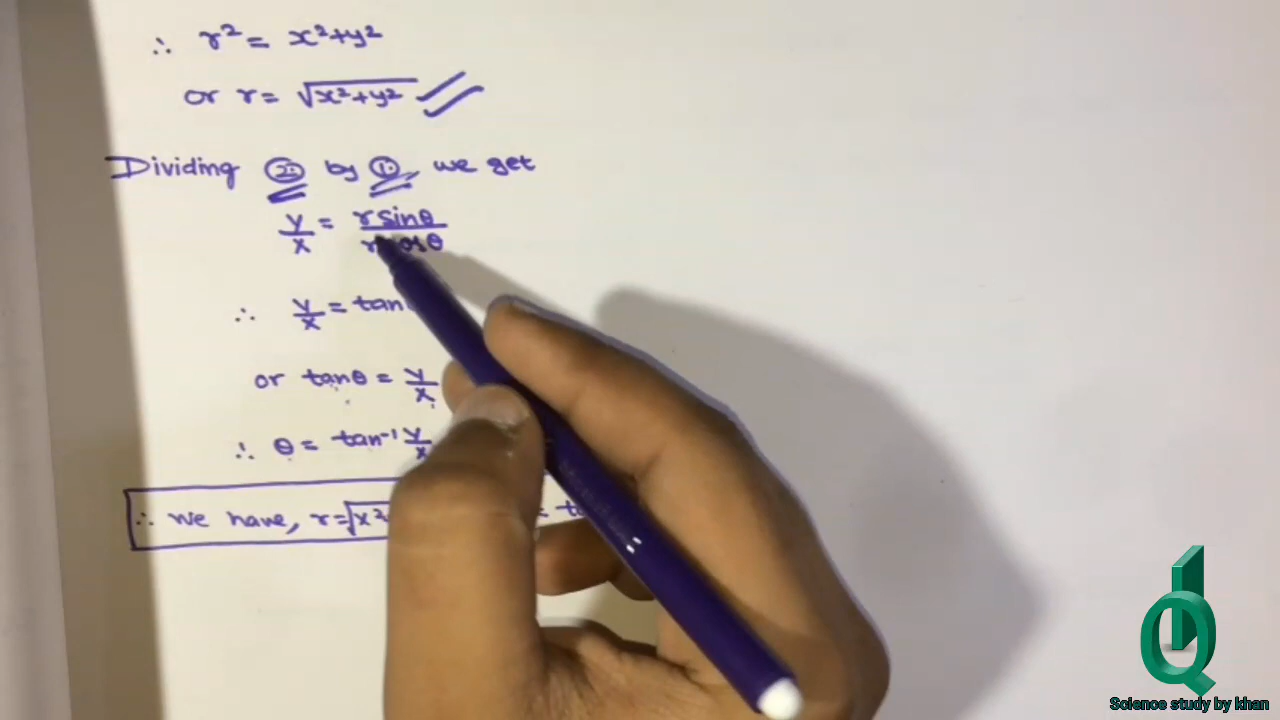 ∴ r² = x²+y²
or r = √x²+y²
Dividing ② by ①, we get
y/x = r sinθ / r cosθ
∴ y/x = tan
or tanθ = y/x
∴ θ = tan⁻¹ y/x
∴ We have, r=√x² = t
Science study by khan